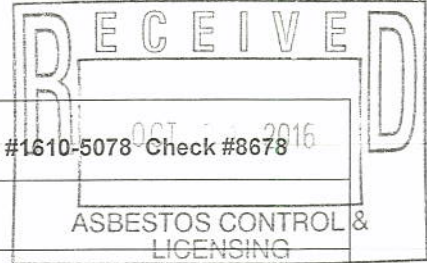 RECEIVED
OCT 2016
#1610-5078 Check #8678
ASBESTOS CONTROL &
LICENSING